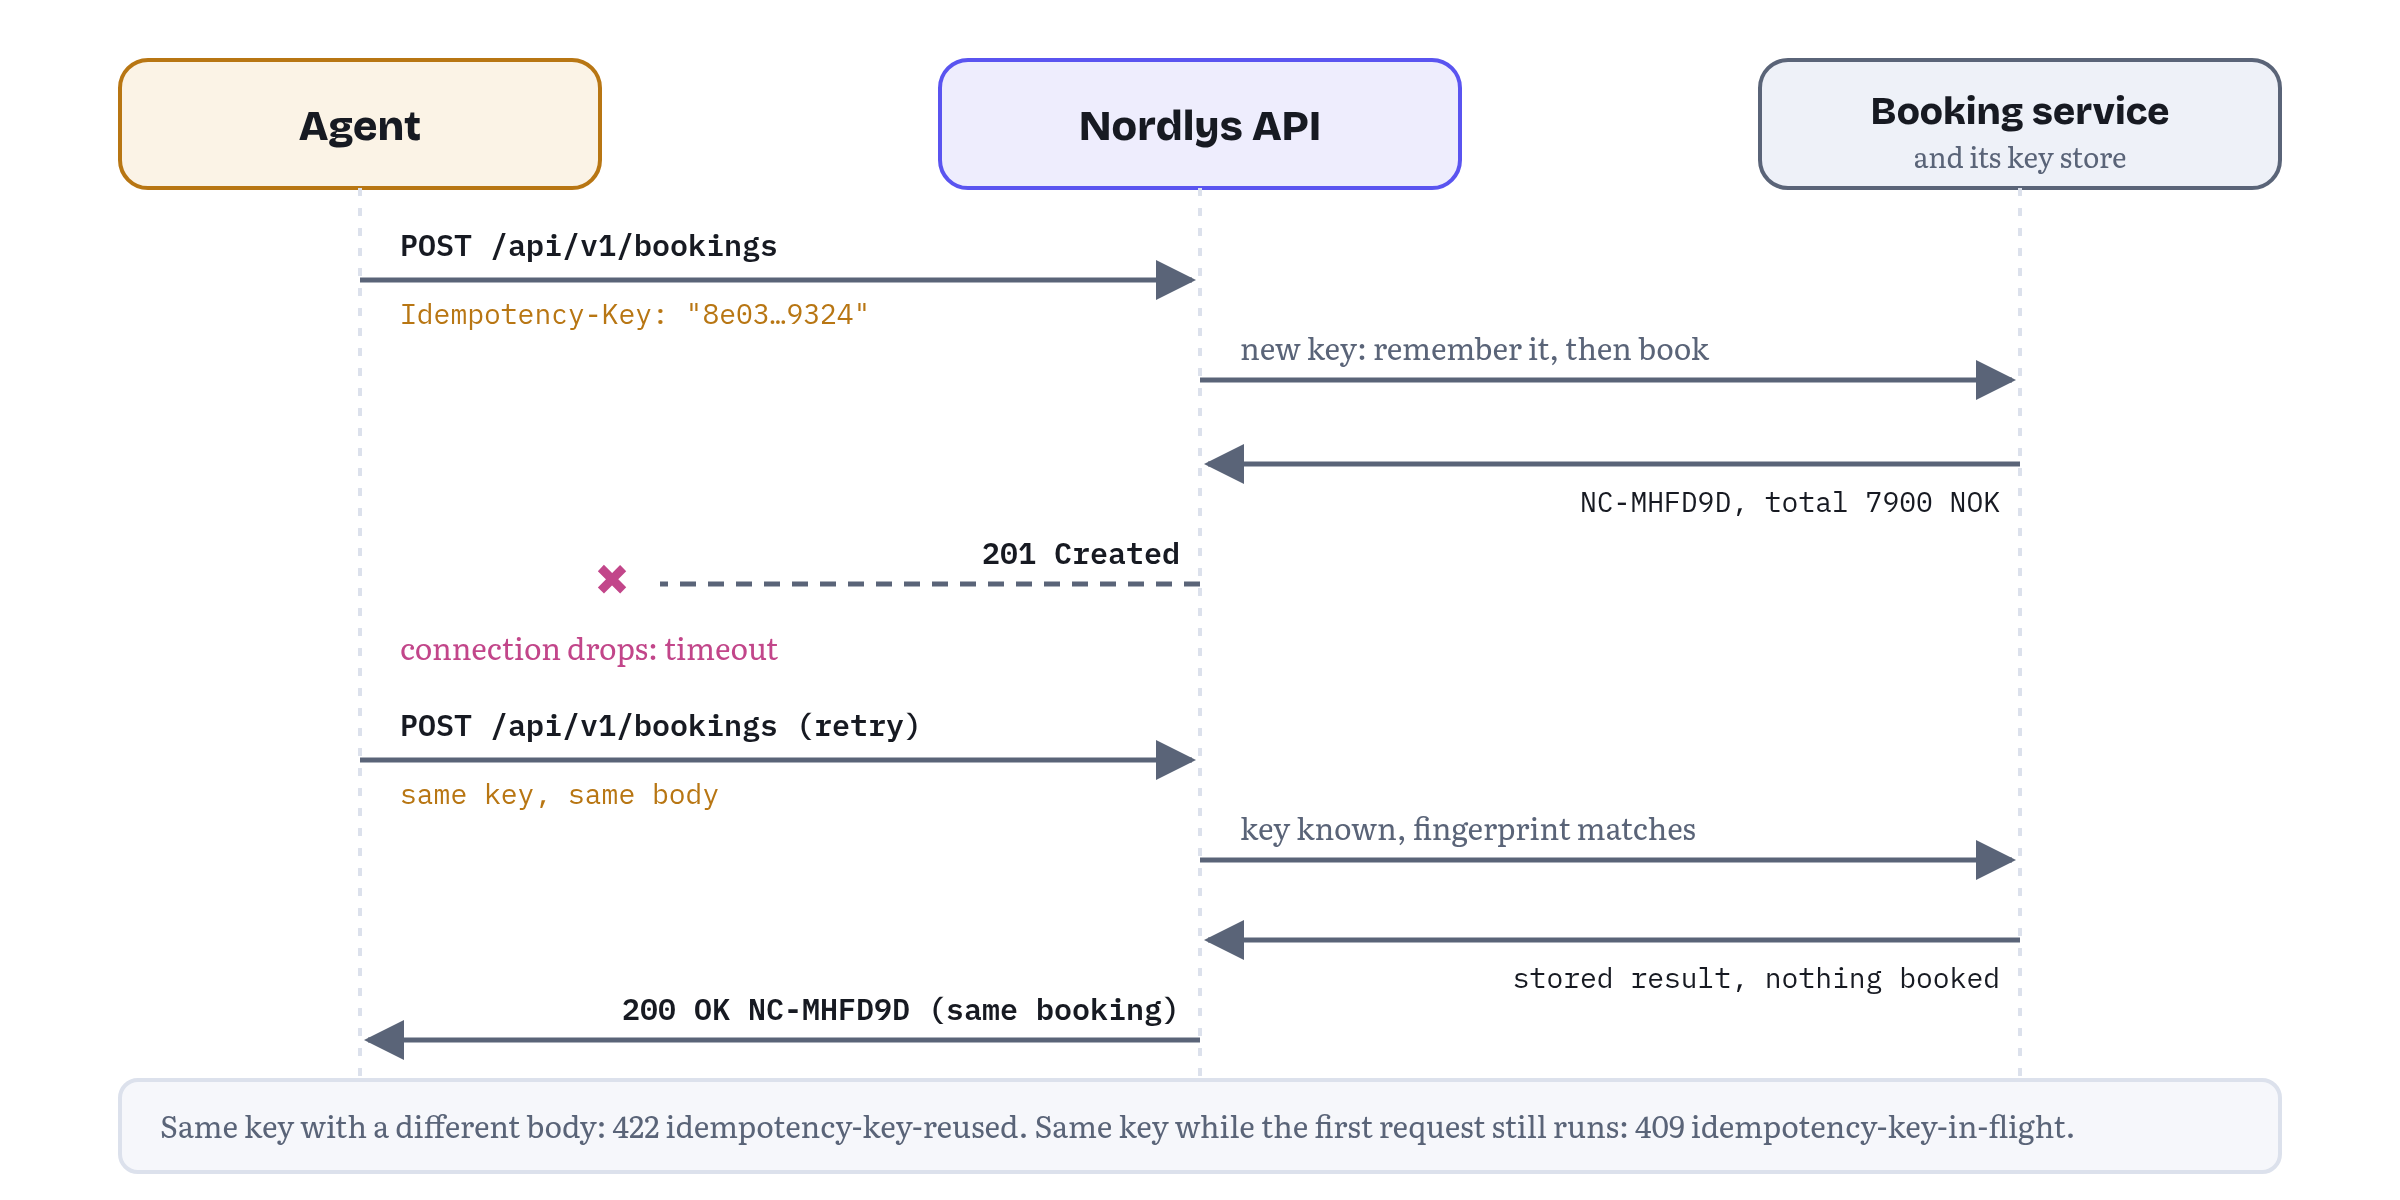 Agent
Nordlys API
Booking service
and its key store
POST /api/v1/bookings
Idempotency-Key: "8e03…9324"
new key: remember it, then book
NC-MHFD9D, total 7900 NOK
201 Created
✖
connection drops: timeout
POST /api/v1/bookings (retry)
same key, same body
key known, fingerprint matches
stored result, nothing booked
200 OK NC-MHFD9D (same booking)
Same key with a different body: 422 idempotency-key-reused. Same key while the first request still runs: 409 idempotency-key-in-flight.